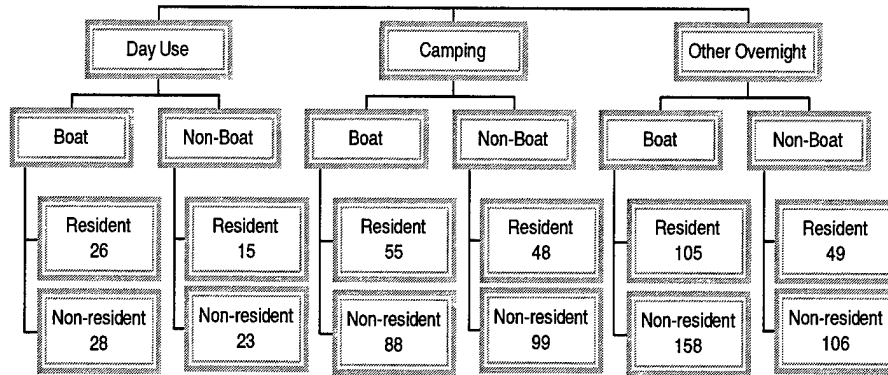 Day Use
Camping
Other Overnight
Boat
Non-Boat
Boat
Non-Boat
Boat
Non-Boat
Resident
26
Resident
15
Resident
55
Resident
48
Resident
105
Resident
49
Non-resident
28
Non-resident
23
Non-resident
88
Non-resident
99
Non-resident
158
Non-resident
106